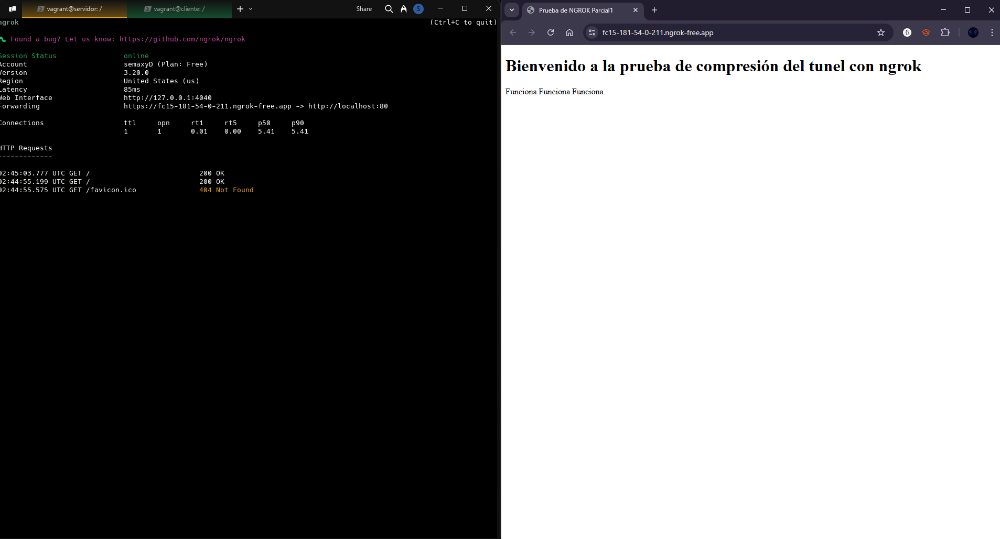 vagrant@servidor: /
vagrant@cliente: /
Share
S
ngrok (Ctrl+C to quit)
Found a bug? Let us know: https://github.com/ngrok/ngrok
Session Status online
Account semaxyD (Plan: Free)
Version 3.20.0
Region United States (us)
Latency 85ms
Web Interface http://127.0.0.1:4040
Forwarding https://fc15-181-54-0-211.ngrok-free.app -> http://localhost:80
Connections ttl opn rt1 rt5 p50 p90
1 1 0.01 0.00 5.41 5.41
HTTP Requests
-------------
02:45:03.777 UTC GET / 200 OK
02:44:55.199 UTC GET / 200 OK
02:44:55.575 UTC GET /favicon.ico 404 Not Found
Prueba de NGROK Parcial1
fc15-181-54-0-211.ngrok-free.app
Bienvenido a la prueba de compresión del tunel con ngrok
Funciona Funciona Funciona.